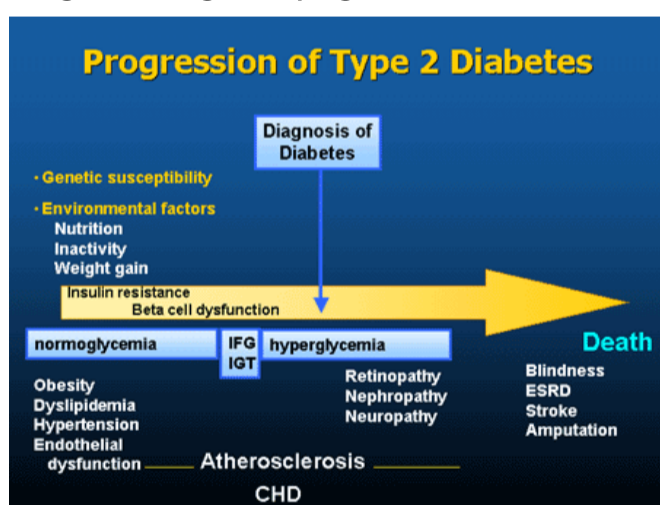 Progression of Type 2 Diabetes
Diagnosis of
Diabetes
· Genetic susceptibility
· Environmental factors
Nutrition
Inactivity
Weight gain
Insulin resistance
Beta cell dysfunction
normoglycemia
IFG
IGT
hyperglycemia
Death
Obesity
Dyslipidemia
Hypertension
Endothelial
dysfunction
Retinopathy
Nephropathy
Neuropathy
Blindness
ESRD
Stroke
Amputation
Atherosclerosis
CHD